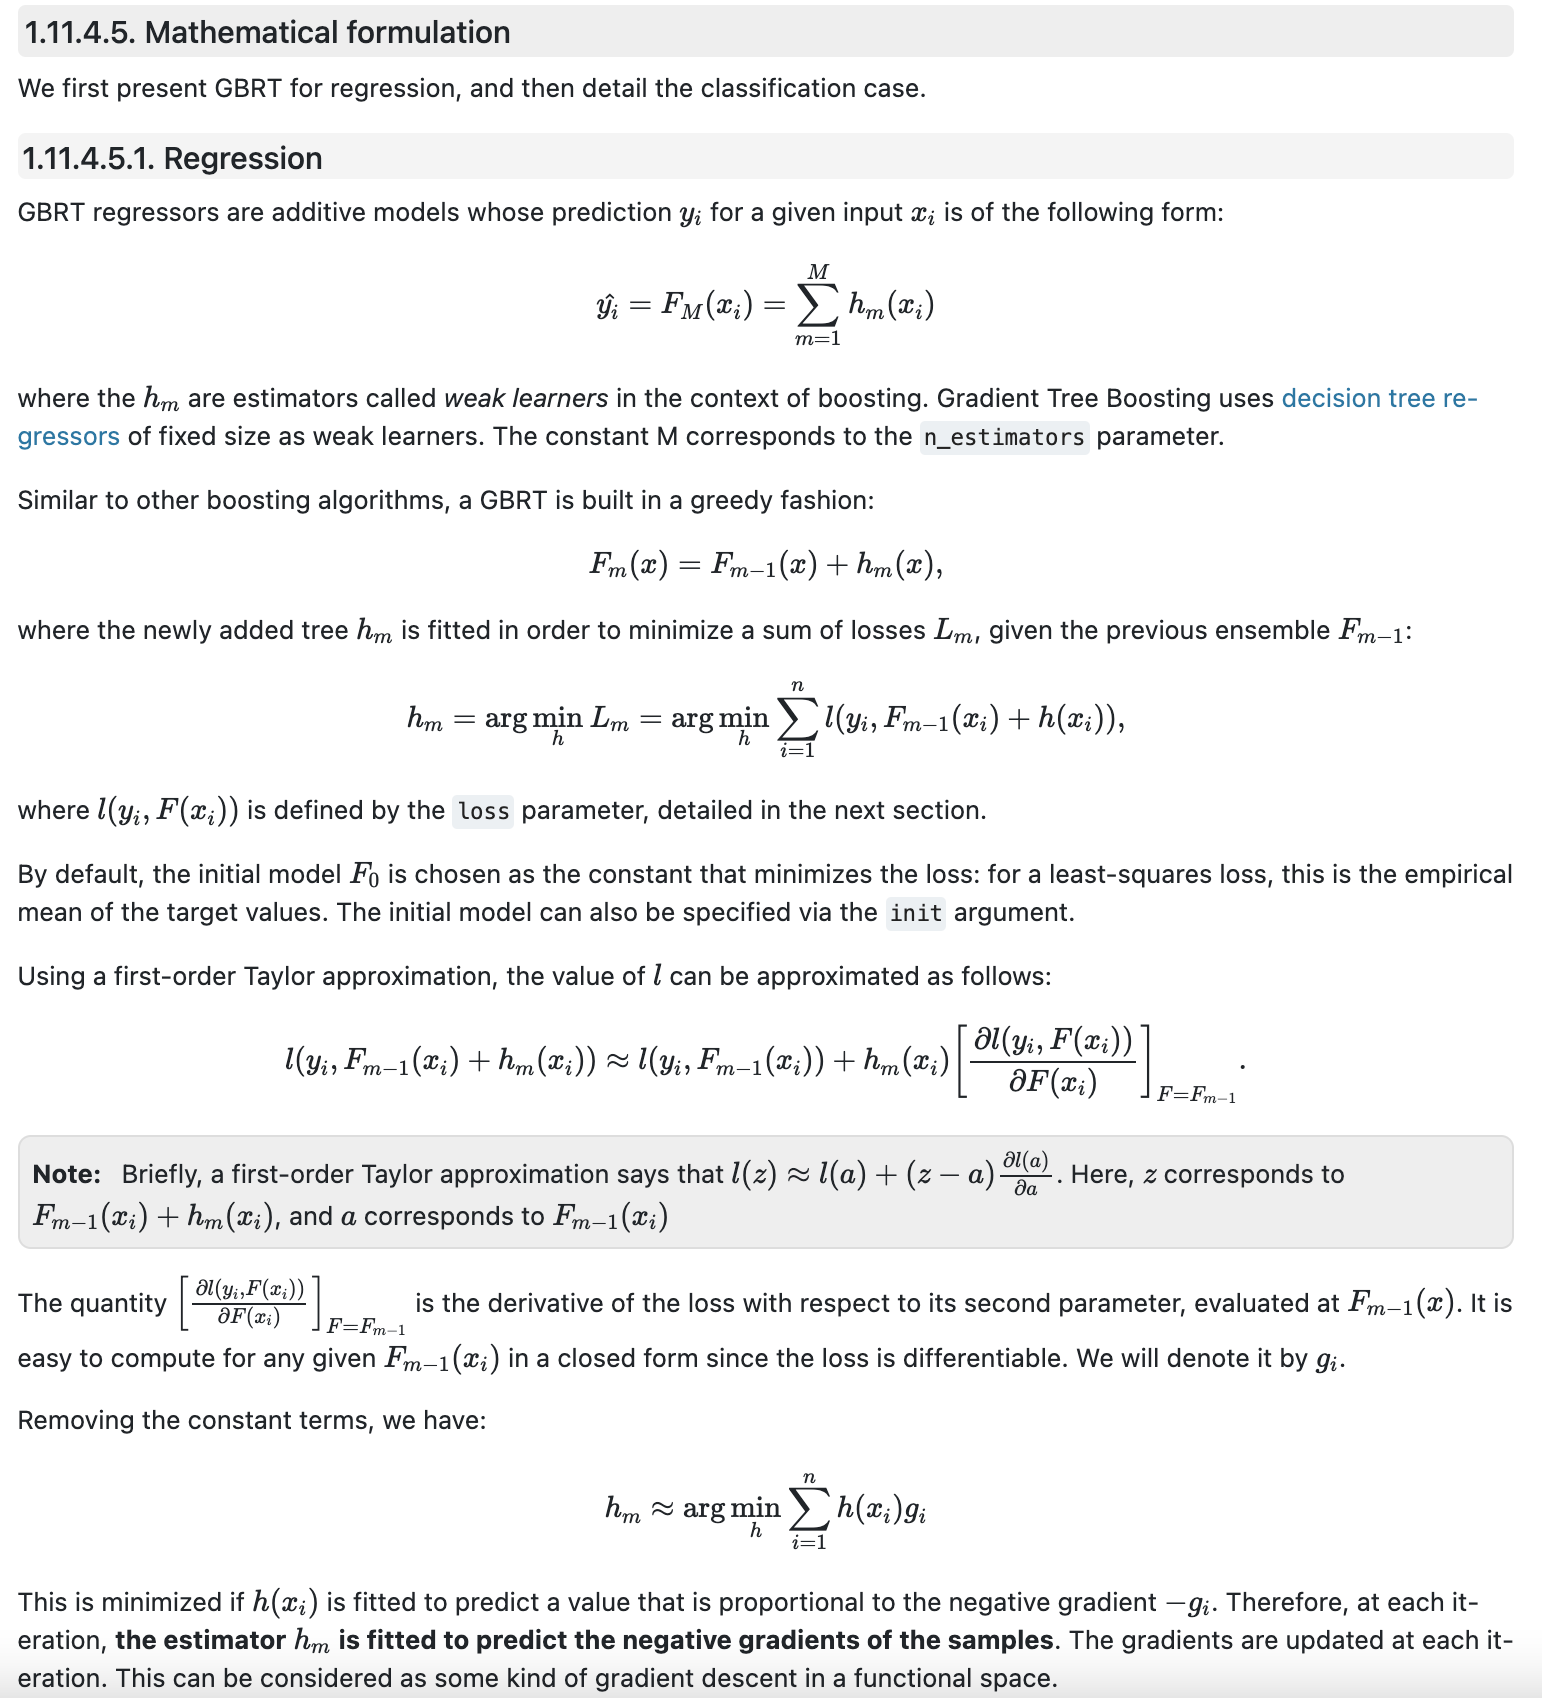 1.11.4.5. Mathematical formulation
We first present GBRT for regression, and then detail the classification case.
1.11.4.5.1. Regression
GBRT regressors are additive models whose prediction $y_i$ for a given input $x_i$ is of the following form:
$\hat{y_i} = F_M(x_i) = \sum_{m=1}^{M} h_m(x_i)$
where the $h_m$ are estimators called weak learners in the context of boosting. Gradient Tree Boosting uses decision tree re-
gressors of fixed size as weak learners. The constant M corresponds to the n_estimators parameter.
Similar to other boosting algorithms, a GBRT is built in a greedy fashion:
$F_m(x) = F_{m-1}(x) + h_m(x),$
where the newly added tree $h_m$ is fitted in order to minimize a sum of losses $L_m$, given the previous ensemble $F_{m-1}$:
$h_m = \arg\min_{h} L_m = \arg\min_{h} \sum_{i=1}^{n} l(y_i, F_{m-1}(x_i) + h(x_i)),$
where $l(y_i, F(x_i))$ is defined by the loss parameter, detailed in the next section.
By default, the initial model $F_0$ is chosen as the constant that minimizes the loss: for a least-squares loss, this is the empirical
mean of the target values. The initial model can also be specified via the init argument.
Using a first-order Taylor approximation, the value of $l$ can be approximated as follows:
$l(y_i, F_{m-1}(x_i) + h_m(x_i)) \approx l(y_i, F_{m-1}(x_i)) + h_m(x_i) \left[ \frac{\partial l(y_i, F(x_i))}{\partial F(x_i)} \right]_{F=F_{m-1}}.$
Note: Briefly, a first-order Taylor approximation says that $l(z) \approx l(a) + (z - a) \frac{\partial l(a)}{\partial a}$. Here, $z$ corresponds to
$F_{m-1}(x_i) + h_m(x_i)$, and $a$ corresponds to $F_{m-1}(x_i)$
The quantity $\left[ \frac{\partial l(y_i, F(x_i))}{\partial F(x_i)} \right]_{F=F_{m-1}}$ is the derivative of the loss with respect to its second parameter, evaluated at $F_{m-1}(x)$. It is
easy to compute for any given $F_{m-1}(x_i)$ in a closed form since the loss is differentiable. We will denote it by $g_i$.
Removing the constant terms, we have:
$h_m \approx \arg\min_{h} \sum_{i=1}^{n} h(x_i) g_i$
This is minimized if $h(x_i)$ is fitted to predict a value that is proportional to the negative gradient $-g_i$. Therefore, at each it-
eration, the estimator $h_m$ is fitted to predict the negative gradients of the samples. The gradients are updated at each it-
eration. This can be considered as some kind of gradient descent in a functional space.